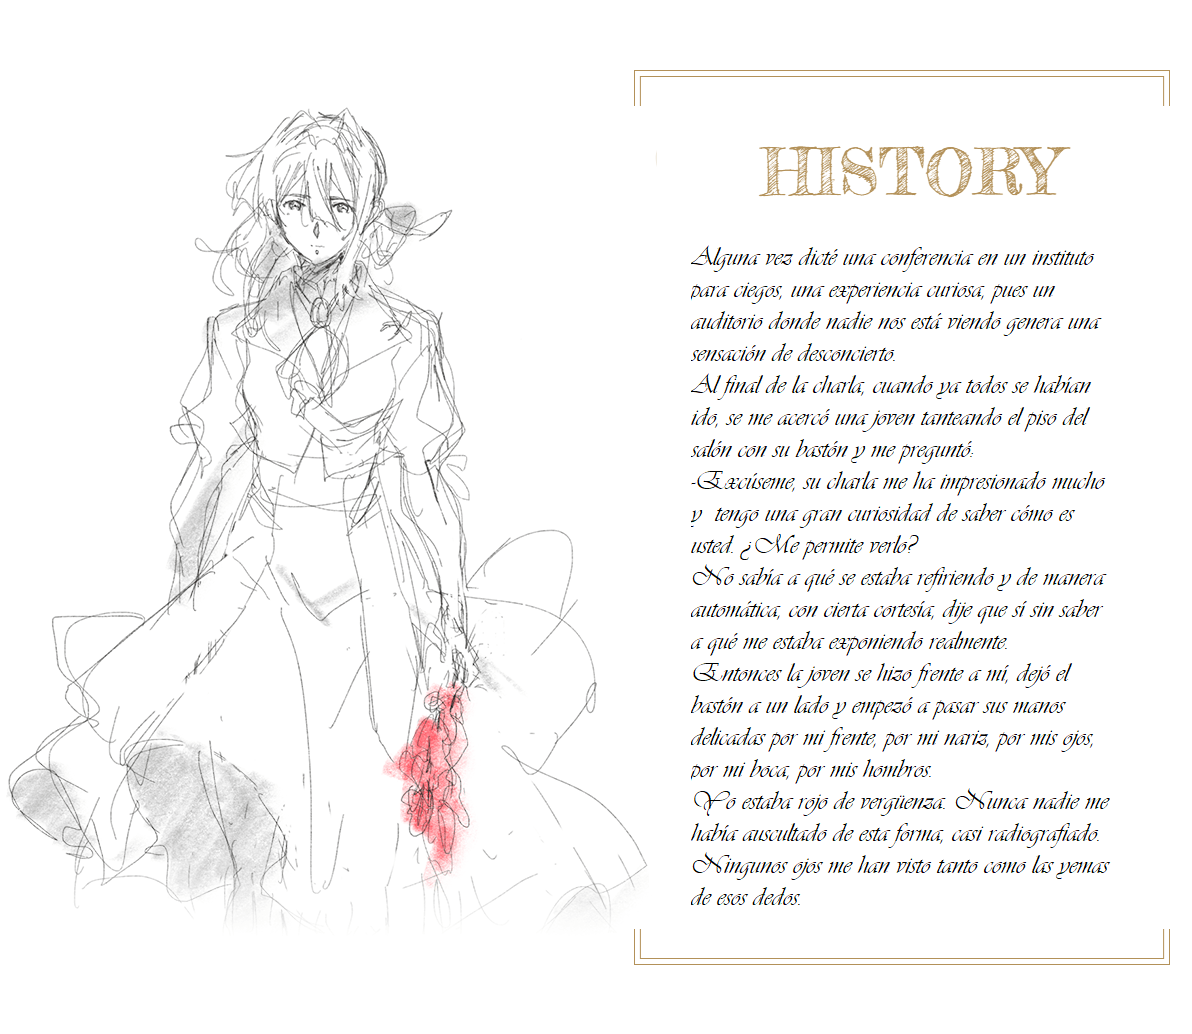 HISTORY
Alguna vez dicté una conferencia en un instituto
para ciegos, una experiencia curiosa, pues un
auditorio donde nadie nos está viendo genera una
sensación de desconcierto.
Al final de la charla, cuando ya todos se habían
ido, se me acercó una joven tanteando el piso del
salón con su bastón y me preguntó:
-Excúseme, su charla me ha impresionado mucho
y tengo una gran curiosidad de saber cómo es
usted. ¿Me permite verlo?
No sabía a qué se estaba refiriendo y de manera
automática, con cierta cortesía, dije que sí sin saber
a qué me estaba exponiendo realmente.
Entonces la joven se hizo frente a mí, dejó el
bastón a un lado y empezó a pasar sus manos
delicadas por mi frente, por mi nariz, por mis ojos,
por mi boca, por mis hombros.
Yo estaba rojo de vergüenza. Nunca nadie me
había auscultado de esta forma, casi radiografiado.
Ningunos ojos me han visto tanto como las yemas
de esos dedos.